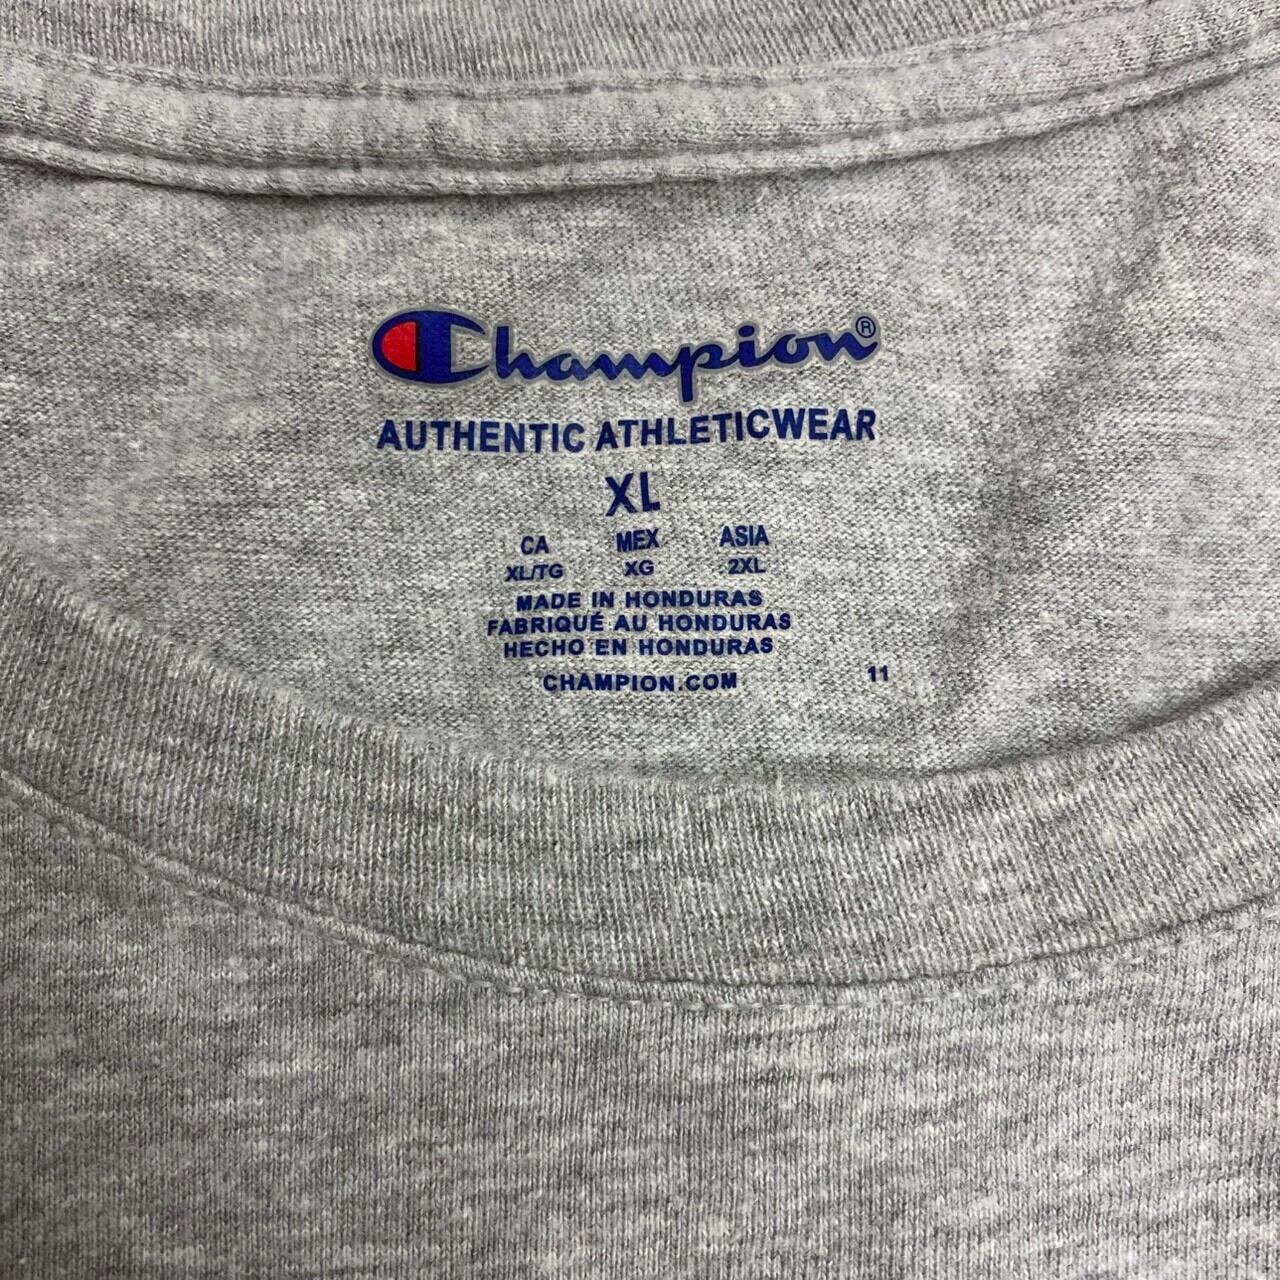 Champion®
AUTHENTIC ATHLETICWEAR
XL
CA MEX ASIA
XL/TG XG 2XL
MADE IN HONDURAS
FABRIQUÉ AU HONDURAS
HECHO EN HONDURAS
CHAMPION.COM 11